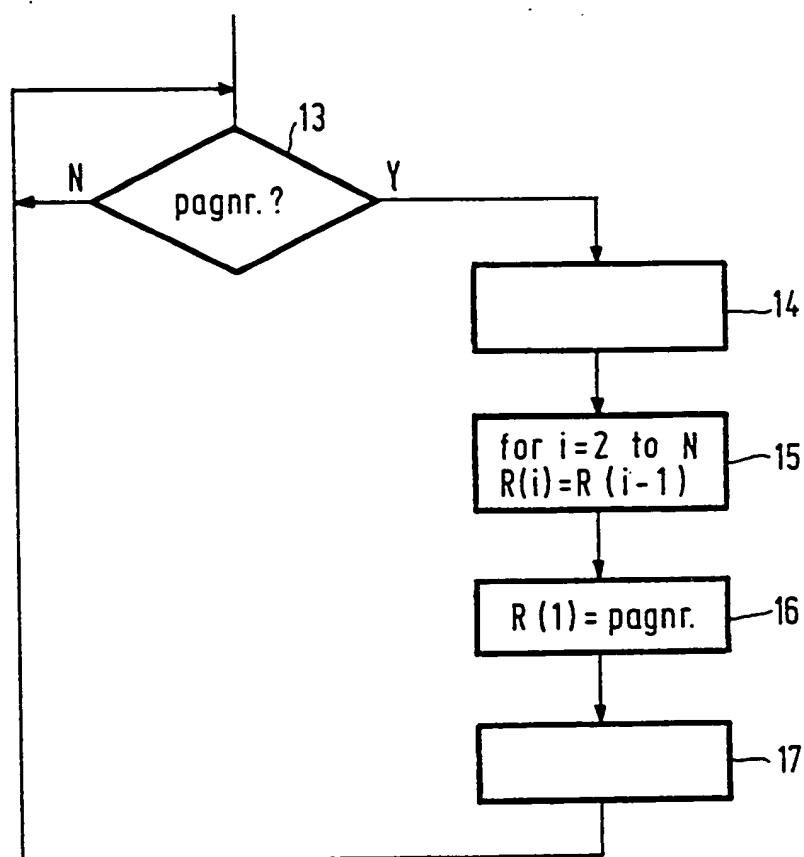 13
N
Y
pagnr. ?
14
for i=2 to N
R(i)=R (i-1)
15
R (1) = pagnr.
16
17